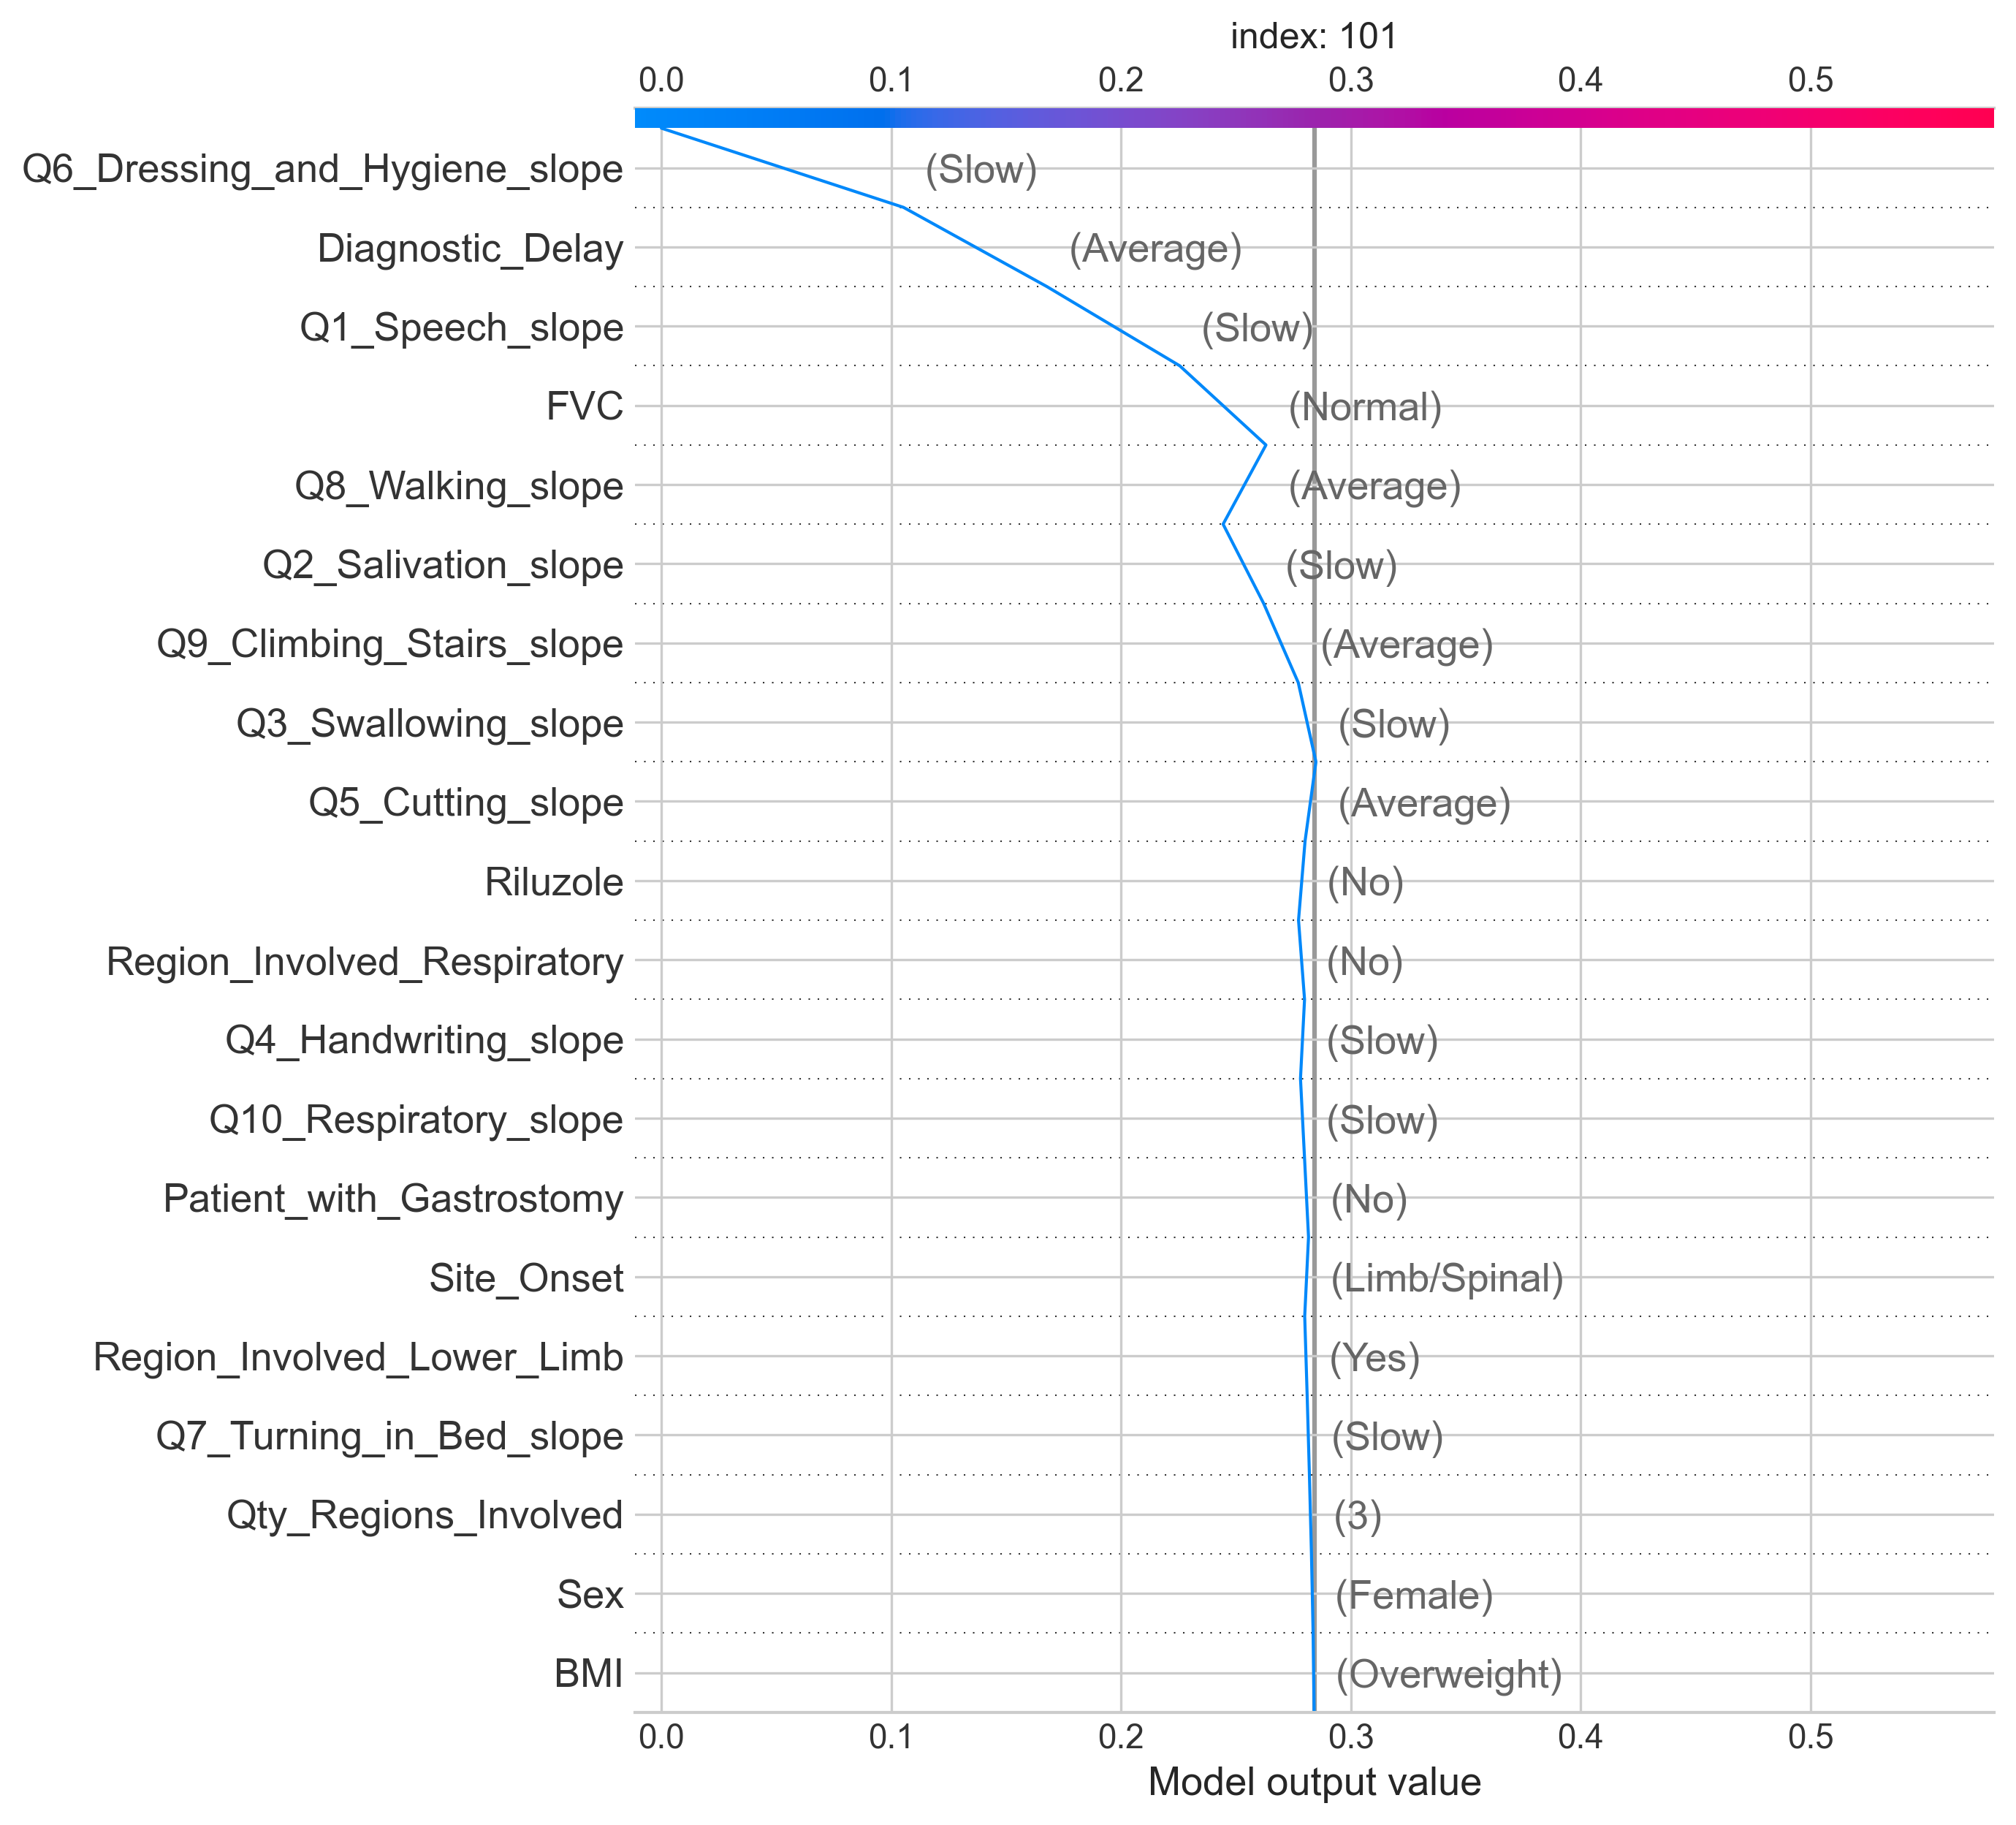 index: 101
0.0 0.1 0.2 0.3 0.4 0.5
Q6_Dressing_and_Hygiene_slope (Slow)
Diagnostic_Delay (Average)
Q1_Speech_slope (Slow)
FVC (Normal)
Q8_Walking_slope (Average)
Q2_Salivation_slope (Slow)
Q9_Climbing_Stairs_slope (Average)
Q3_Swallowing_slope (Slow)
Q5_Cutting_slope (Average)
Riluzole (No)
Region_Involved_Respiratory (No)
Q4_Handwriting_slope (Slow)
Q10_Respiratory_slope (Slow)
Patient_with_Gastrostomy (No)
Site_Onset (Limb/Spinal)
Region_Involved_Lower_Limb (Yes)
Q7_Turning_in_Bed_slope (Slow)
Qty_Regions_Involved (3)
Sex (Female)
BMI (Overweight)
0.0 0.1 0.2 0.3 0.4 0.5
Model output value